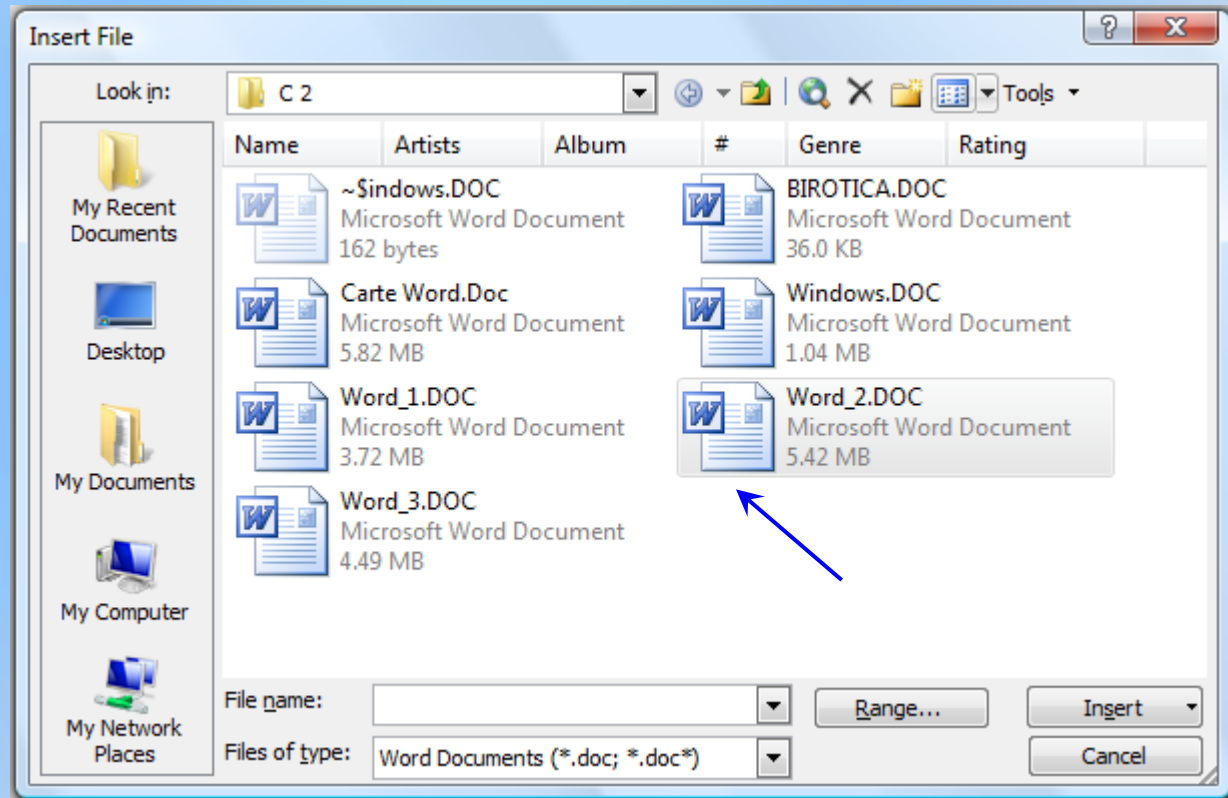 Insert File
Look in:
C 2
Tools
My Recent
Documents
Desktop
My Documents
My Computer
My Network
Places
Name Artists Album # Genre Rating
~$indows.DOC
Microsoft Word Document
162 bytes
BIROTICA.DOC
Microsoft Word Document
36.0 KB
Carte Word.Doc
Microsoft Word Document
5.82 MB
Windows.DOC
Microsoft Word Document
1.04 MB
Word_1.DOC
Microsoft Word Document
3.72 MB
Word_2.DOC
Microsoft Word Document
5.42 MB
Word_3.DOC
Microsoft Word Document
4.49 MB
File name:
Range...
Insert
Files of type:
Word Documents (*.doc; *.doc*)
Cancel